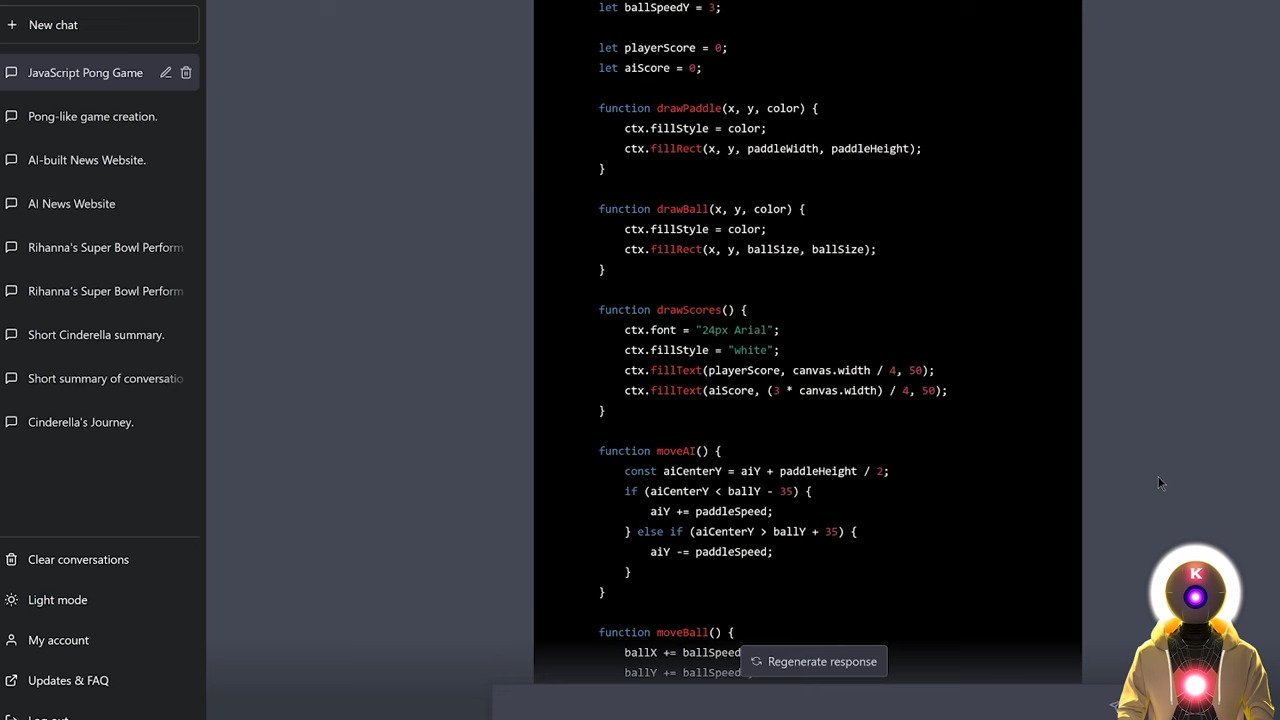 New chat
JavaScript Pong Game
Pong-like game creation.
AI-built News Website.
AI News Website
Rihanna's Super Bowl Perform
Rihanna's Super Bowl Perform
Short Cinderella summary.
Short summary of conversatio
Cinderella's Journey.
Clear conversations
Light mode
My account
Updates & FAQ
let ballSpeedY = 3;
let playerScore = 0;
let aiScore = 0;
function drawPaddle(x, y, color) {
ctx.fillStyle = color;
ctx.fillRect(x, y, paddleWidth, paddleHeight);
}
function drawBall(x, y, color) {
ctx.fillStyle = color;
ctx.fillRect(x, y, ballSize, ballSize);
}
function drawScores() {
ctx.font = "24px Arial";
ctx.fillStyle = "white";
ctx.fillText(playerScore, canvas.width / 4, 50);
ctx.fillText(aiScore, (3 * canvas.width) / 4, 50);
}
function moveAI() {
const aiCenterY = aiY + paddleHeight / 2;
if (aiCenterY < ballY - 35) {
aiY += paddleSpeed;
} else if (aiCenterY > ballY + 35) {
aiY -= paddleSpeed;
}
}
function moveBall() {
ballX += ballSpeed
ballY += ballSpeed
Regenerate response
K